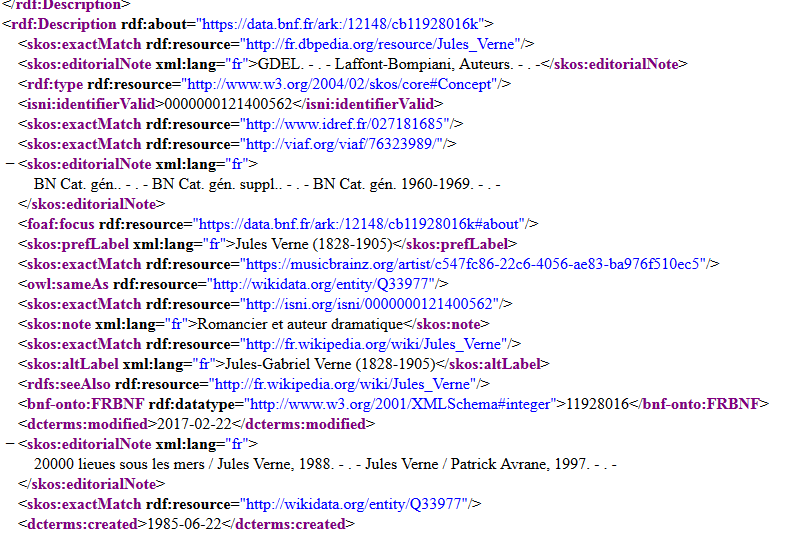 </rdf:Description>
<rdf:Description rdf:about="https://data.bnf.fr/ark:/12148/cb11928016k">
<skos:exactMatch rdf:resource="http://fr.dbpedia.org/resource/Jules_Verne"/>
<skos:editorialNote xml:lang="fr">GDEL. - . - Laffont-Bompiani, Auteurs. - . -</skos:editorialNote>
<rdf:type rdf:resource="http://www.w3.org/2004/02/skos/core#Concept"/>
<isni:identifierValid>0000000121400562</isni:identifierValid>
<skos:exactMatch rdf:resource="http://www.idref.fr/027181685"/>
<skos:exactMatch rdf:resource="http://viaf.org/viaf/76323989/"/>
− <skos:editorialNote xml:lang="fr">
BN Cat. gén.. - . - BN Cat. gén. suppl.. - . - BN Cat. gén. 1960-1969. - . -
</skos:editorialNote>
<foaf:focus rdf:resource="https://data.bnf.fr/ark:/12148/cb11928016k#about"/>
<skos:prefLabel xml:lang="fr">Jules Verne (1828-1905)</skos:prefLabel>
<skos:exactMatch rdf:resource="https://musicbrainz.org/artist/c547fc86-22c6-4056-ae83-ba976f510ec5"/>
<owl:sameAs rdf:resource="http://wikidata.org/entity/Q33977"/>
<skos:exactMatch rdf:resource="http://isni.org/isni/0000000121400562"/>
<skos:note xml:lang="fr">Romancier et auteur dramatique</skos:note>
<skos:exactMatch rdf:resource="http://fr.wikipedia.org/wiki/Jules_Verne"/>
<skos:altLabel xml:lang="fr">Jules-Gabriel Verne (1828-1905)</skos:altLabel>
<rdfs:seeAlso rdf:resource="http://fr.wikipedia.org/wiki/Jules_Verne"/>
<bnf-onto:FRBNF rdf:datatype="http://www.w3.org/2001/XMLSchema#integer">11928016</bnf-onto:FRBNF>
<dcterms:modified>2017-02-22</dcterms:modified>
− <skos:editorialNote xml:lang="fr">
20000 lieues sous les mers / Jules Verne, 1988. - . - Jules Verne / Patrick Avrane, 1997. - . -
</skos:editorialNote>
<skos:exactMatch rdf:resource="http://wikidata.org/entity/Q33977"/>
<dcterms:created>1985-06-22</dcterms:created>